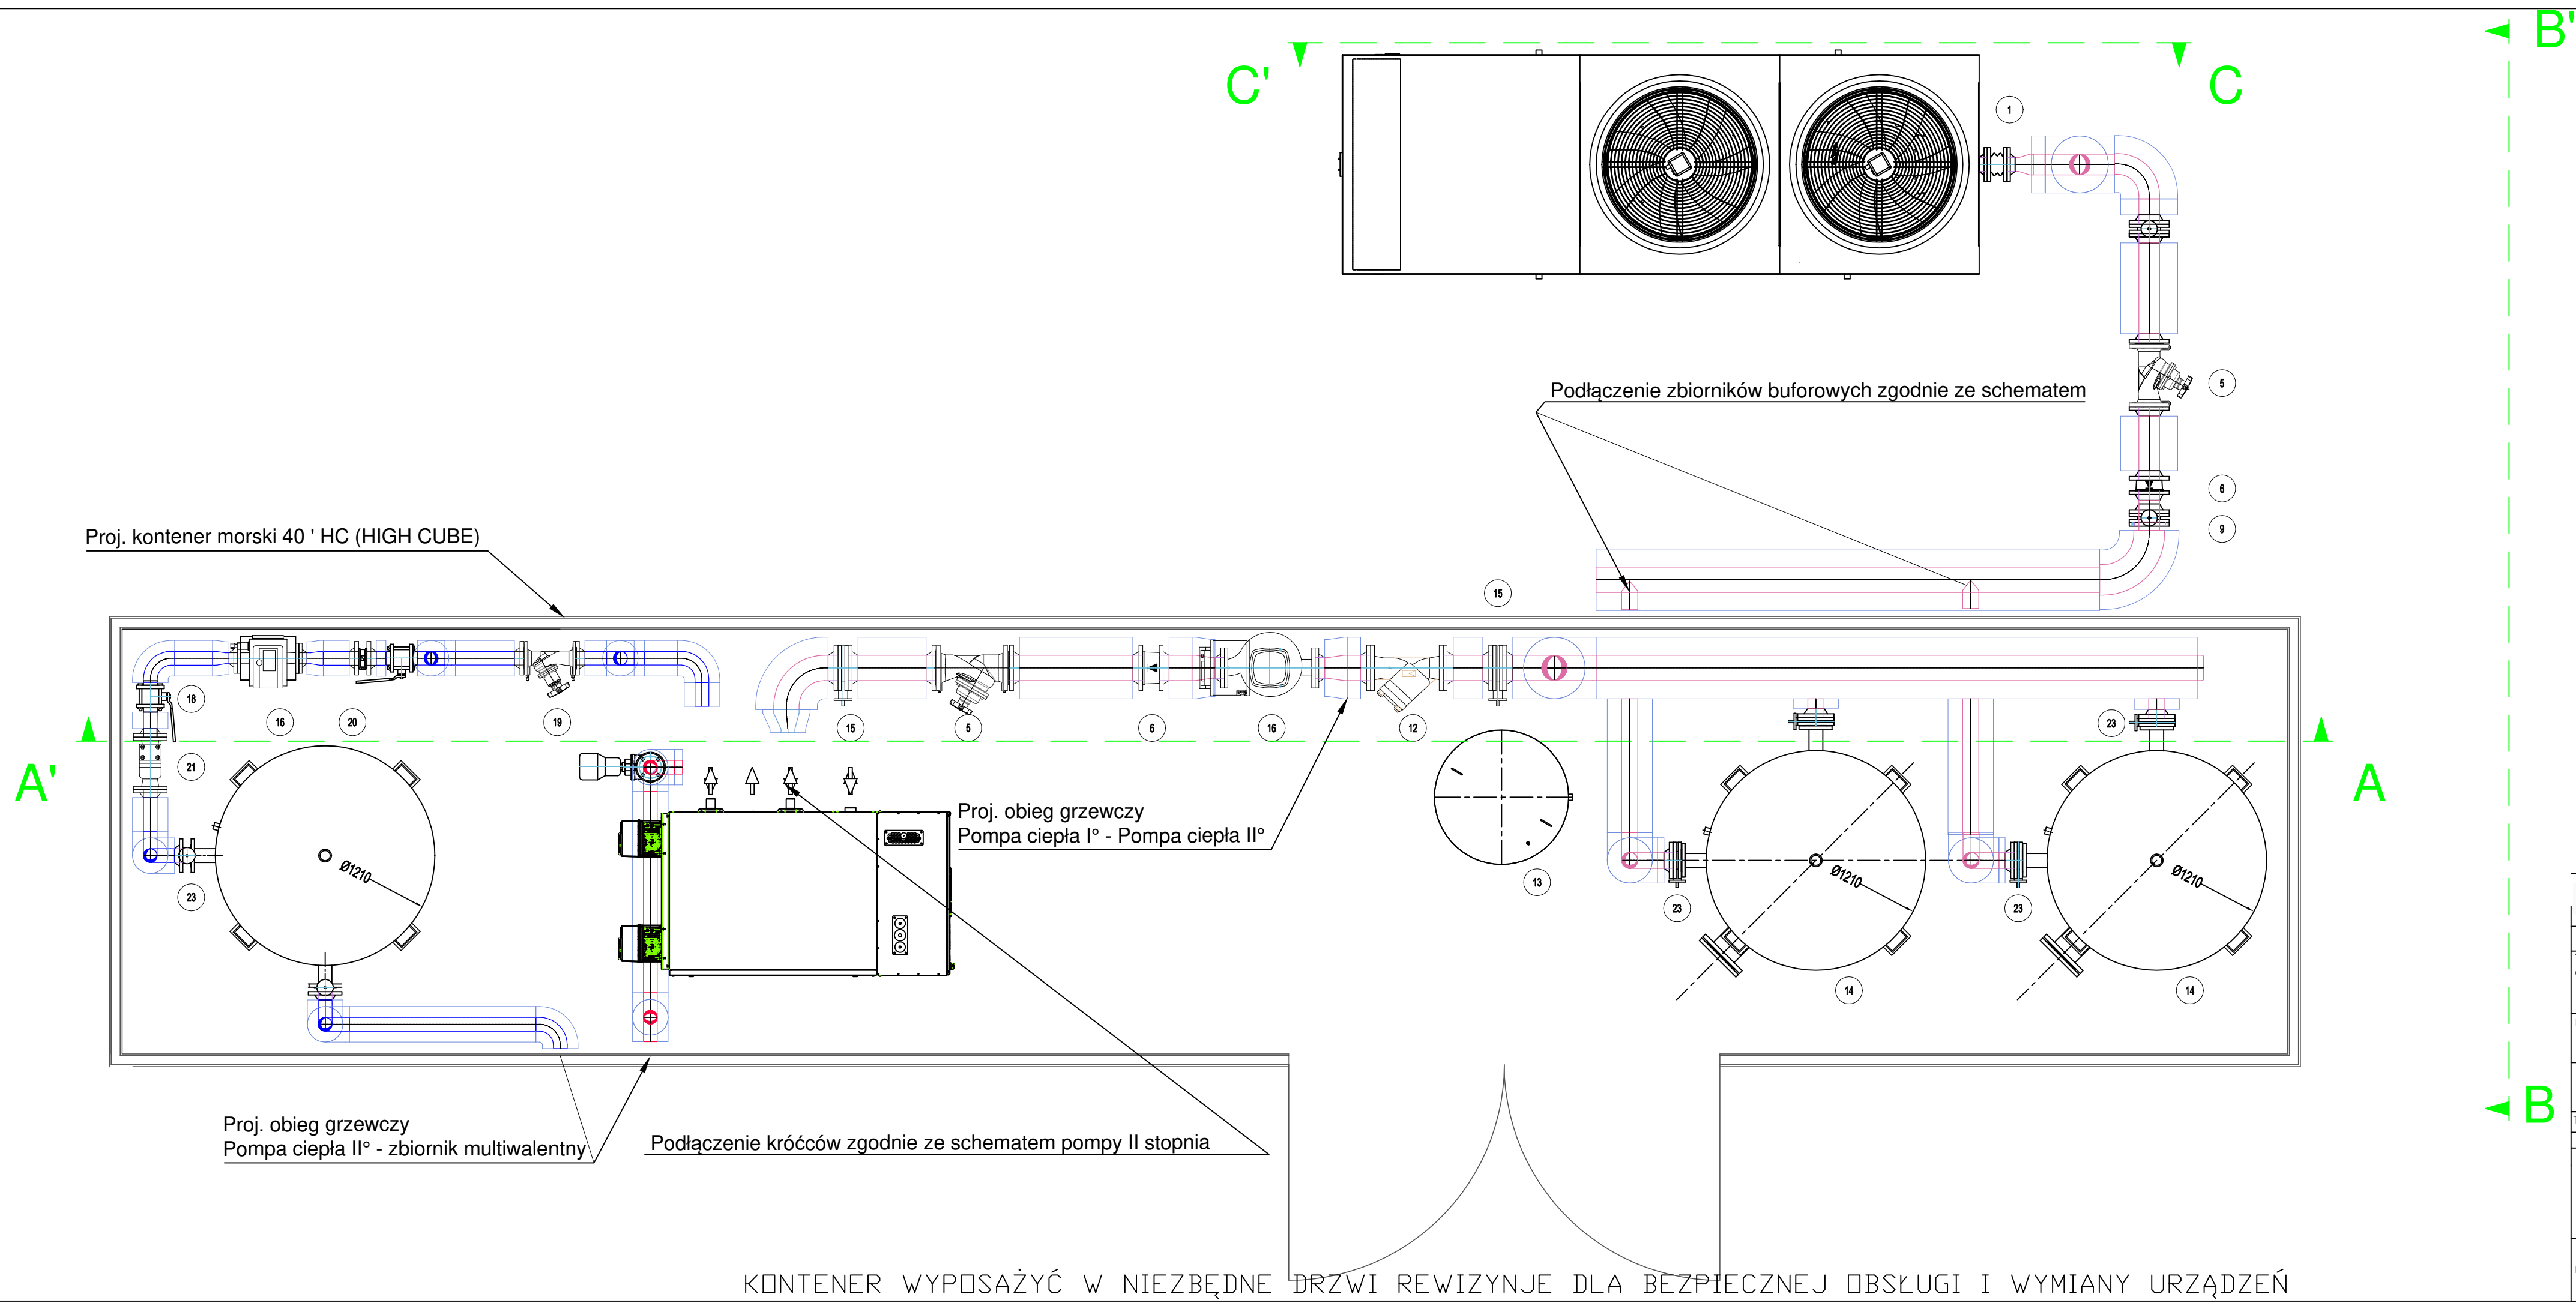 B'
C'
C
1
5
Podłączenie zbiorników buforowych zgodnie ze schematem
6
9
Proj. kontener morski 40 ' HC (HIGH CUBE)
15
18
16
20
19
15
5
6
16
12
23
A'
21
A
Proj. obieg grzewczy
Pompa ciepła I° - Pompa ciepła II°
Ø1210
Ø1210
Ø1210
13
23
23
23
14
14
B
Proj. obieg grzewczy
Pompa ciepła II° - zbiornik multiwalentny
Podłączenie króćców zgodnie ze schematem pompy II stopnia
KONTENER WYPOSAŻYĆ W NIEZBĘDNE DRZWI REWIZYNJE DLA BEZPIECZNEJ OBSŁUGI I WYMIANY URZĄDZEŃ